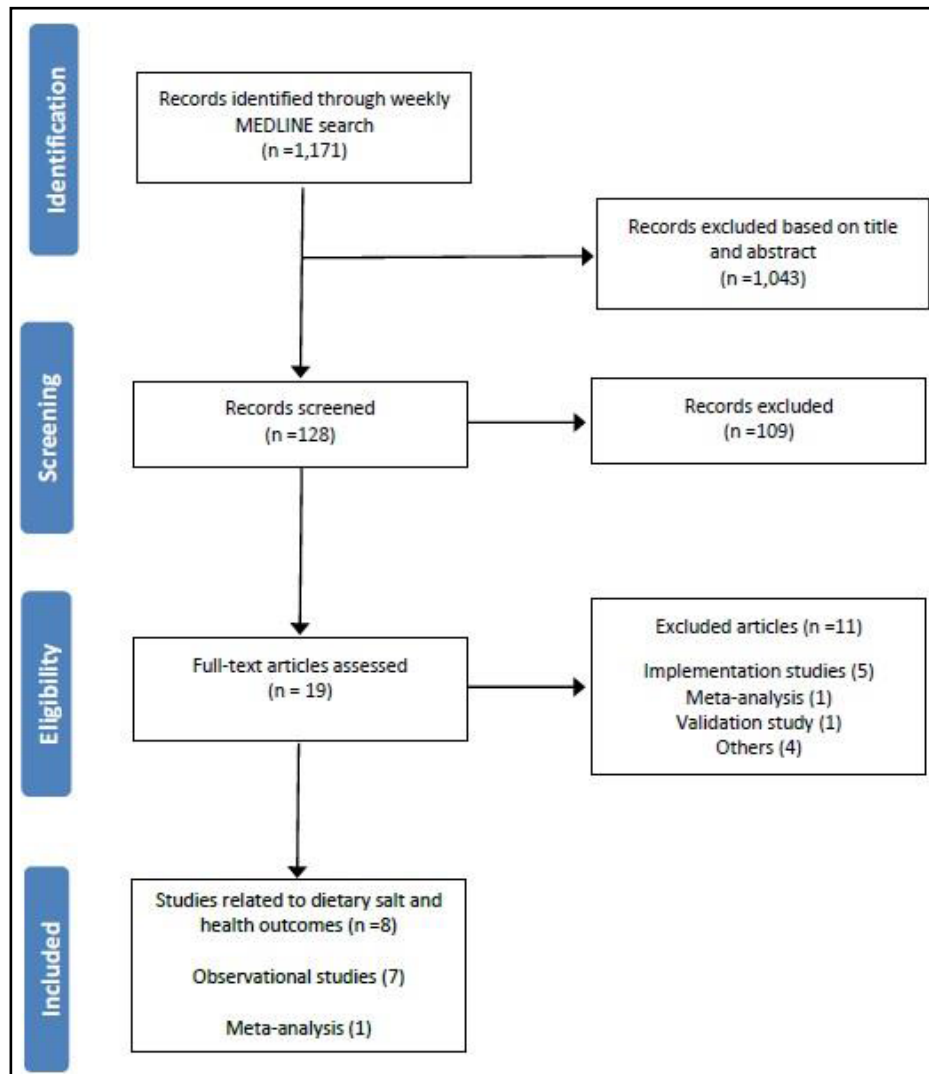 Identification
Records identified through weekly
MEDLINE search
(n =1,171)
Records excluded based on title
and abstract
(n =1,043)
Screening
Records screened
(n =128)
Records excluded
(n =109)
Eligibility
Full-text articles assessed
(n = 19)
Excluded articles (n =11)
Implementation studies (5)
Meta-analysis (1)
Validation study (1)
Others (4)
Included
Studies related to dietary salt and
health outcomes (n =8)
Observational studies (7)
Meta-analysis (1)